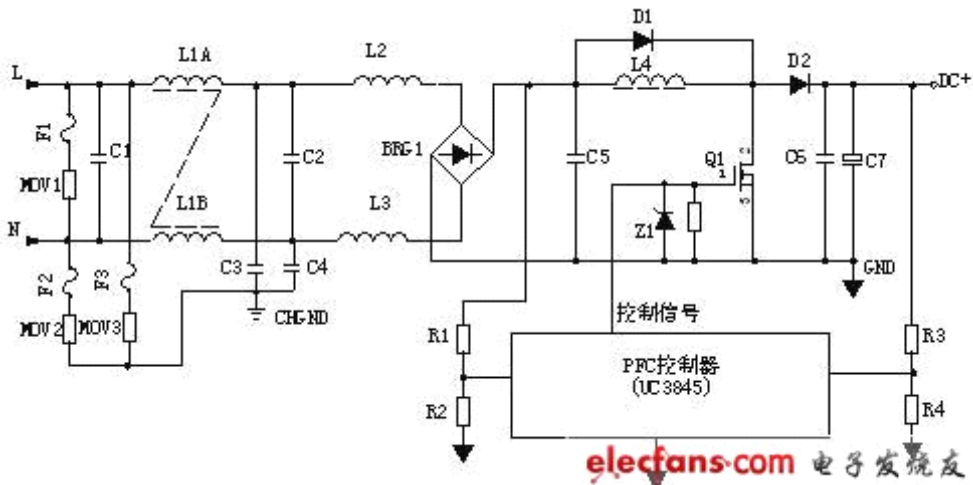 D1
L1A
L2
L4
D2
L
DC+
F1
C1
C2
BRG1
C5
Q1
1
C6
C7
MOV1
L1B
L3
N
Z1
F2
F3
C3
C4
GND
CHGND
控制信号
MOV2
MOV3
R1
R3
PFC控制器
(UC3845)
R2
R4
elecfans·com 电子发烧友